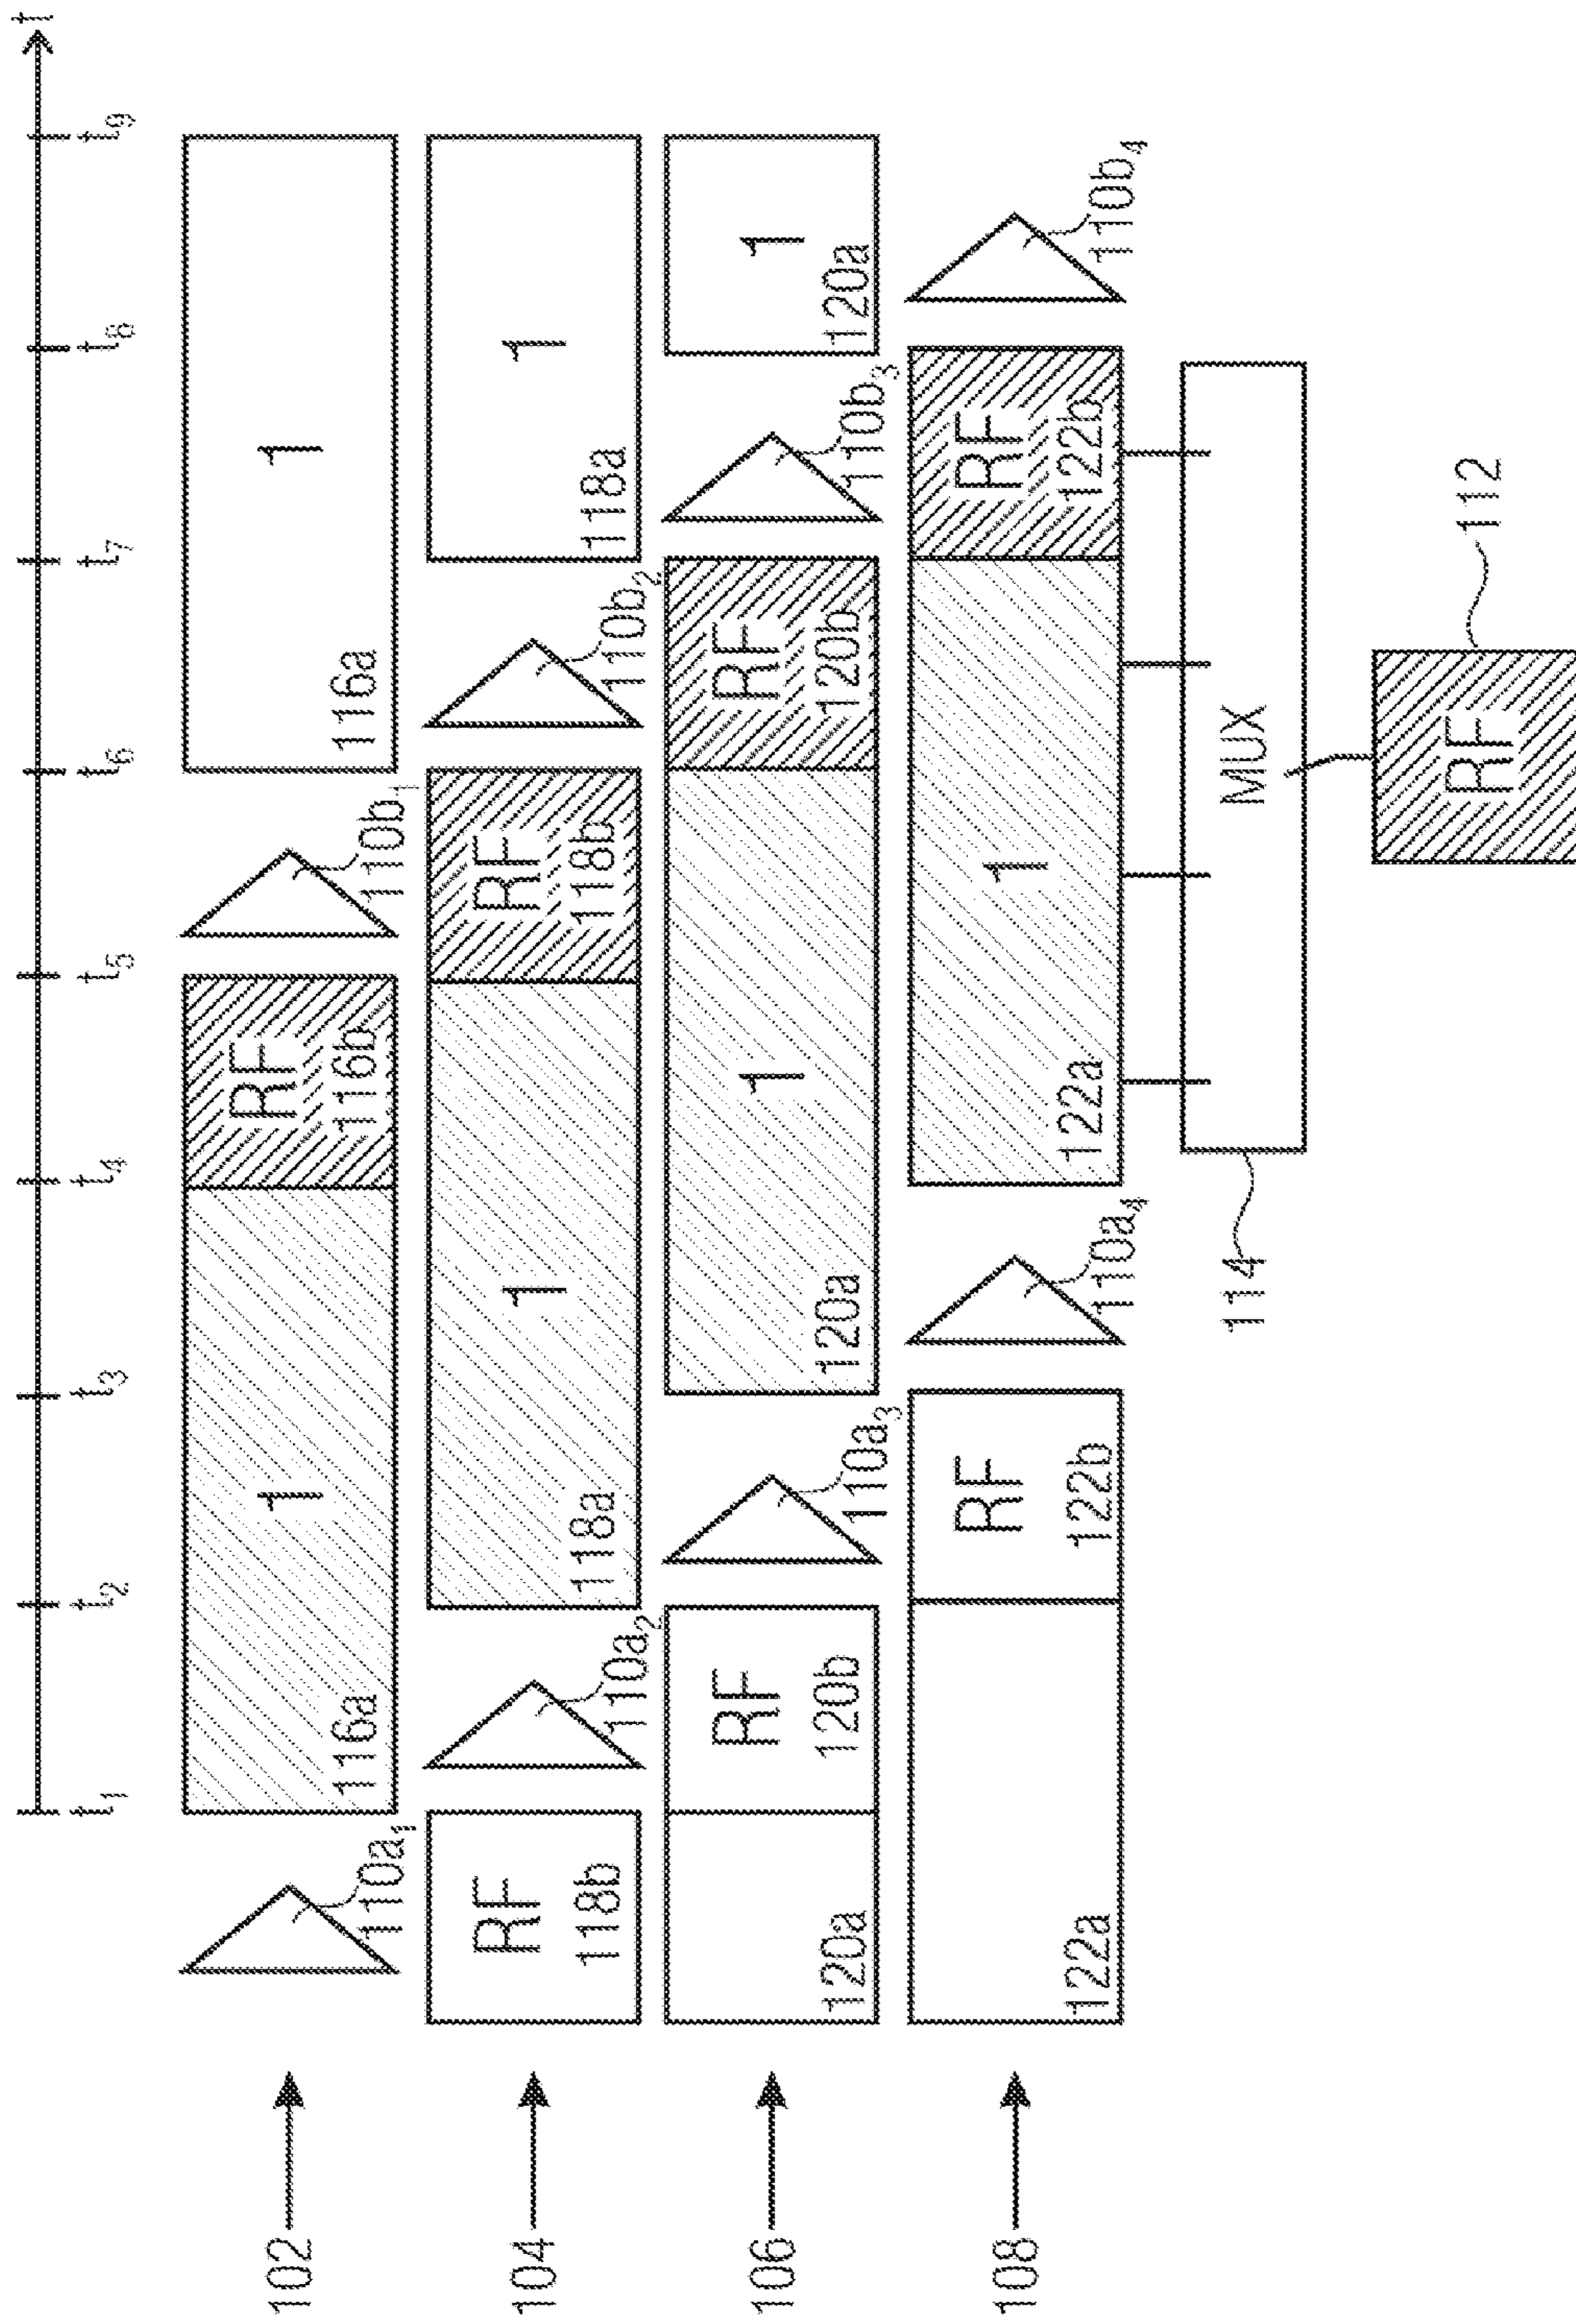 t
t1 t2 t3 t4 t5 t6 t7 t8 t9
102 110a1 1 116a RF 116b 110b1 1 116a
104 RF 118b 110a2 1 118a RF 118b 110b2 1 118a
106 120a RF 120b 110a3 1 120a RF 120b 110b3 1 120a
108 122a RF 122b 110a4 1 122a RF 122b 110b4
114 MUX
RF 112